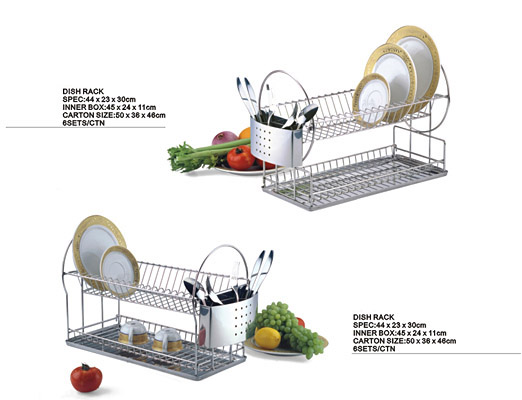 DISH RACK
SPEC:44 x 23 x 30cm
INNER BOX:45 x 24 x 11cm
CARTON SIZE:50 x 36 x 46cm
6SETS/CTN
DISH RACK
SPEC:44 x 23 x 30cm
INNER BOX:45 x 24 x 11cm
CARTON SIZE:50 x 36 x 46cm
6SETS/CTN